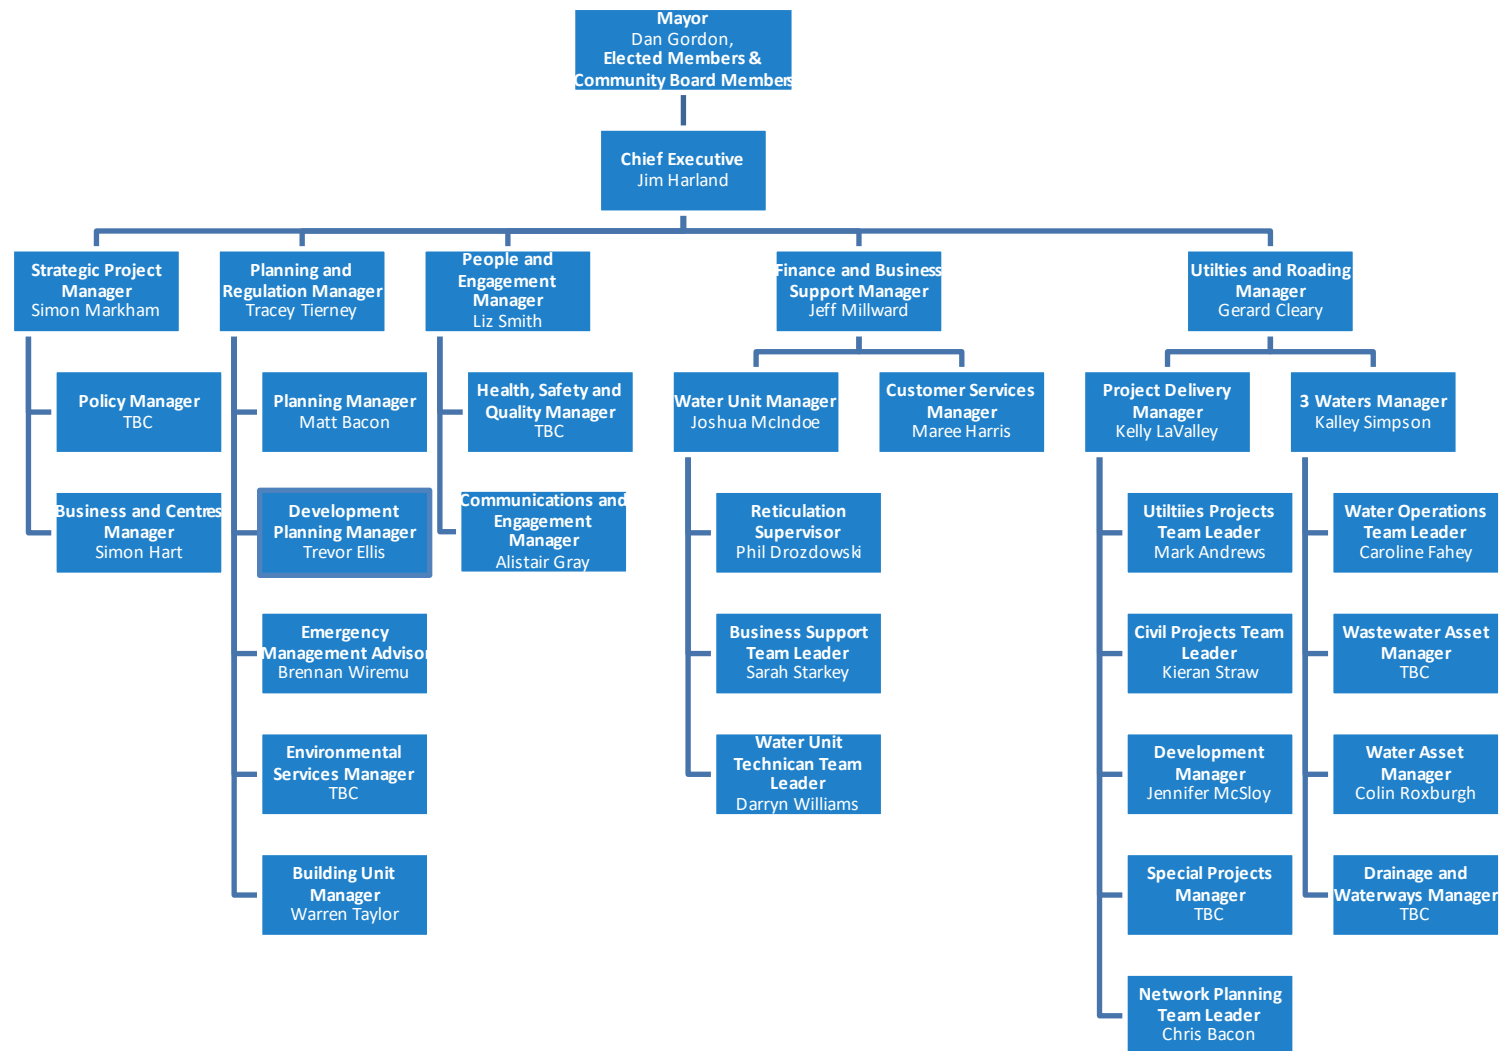 Mayor
Dan Gordon,
Elected Members &
Community Board Members
Chief Executive
Jim Harland
Strategic Project
Manager
Simon Markham
Planning and
Regulation Manager
Tracey Tierney
People and
Engagement
Manager
Liz Smith
Finance and Business
Support Manager
Jeff Millward
Utilties and Roading
Manager
Gerard Cleary
Policy Manager
TBC
Planning Manager
Matt Bacon
Health, Safety and
Quality Manager
TBC
Water Unit Manager
Joshua McIndoe
Customer Services
Manager
Maree Harris
Project Delivery
Manager
Kelly LaValley
3 Waters Manager
Kalley Simpson
Business and Centres
Manager
Simon Hart
Development
Planning Manager
Trevor Ellis
Communications and
Engagement
Manager
Alistair Gray
Reticulation
Supervisor
Phil Drozdowski
Utiltiies Projects
Team Leader
Mark Andrews
Water Operations
Team Leader
Caroline Fahey
Emergency
Management Advisor
Brennan Wiremu
Business Support
Team Leader
Sarah Starkey
Civil Projects Team
Leader
Kieran Straw
Wastewater Asset
Manager
TBC
Environmental
Services Manager
TBC
Water Unit
Technican Team
Leader
Darryn Williams
Development
Manager
Jennifer McSloy
Water Asset
Manager
Colin Roxburgh
Building Unit
Manager
Warren Taylor
Special Projects
Manager
TBC
Drainage and
Waterways Manager
TBC
Network Planning
Team Leader
Chris Bacon